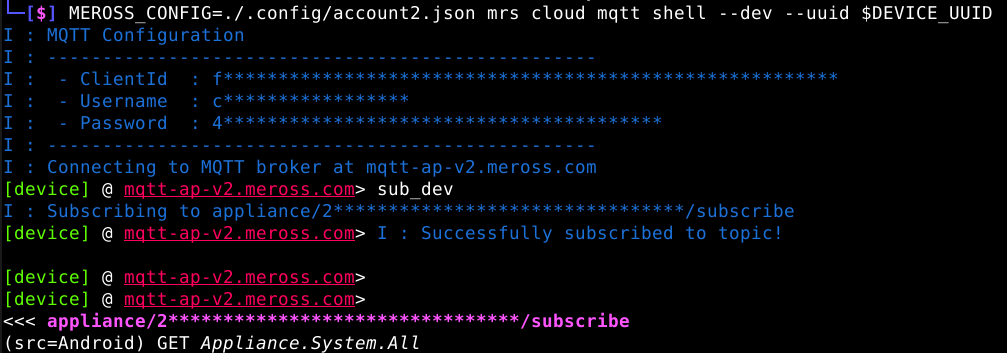 └─[$] MEROSS_CONFIG=./.config/account2.json mrs cloud mqtt shell --dev --uuid $DEVICE_UUID
I : MQTT Configuration
I : --------------------------------------------------
I :  - ClientId  : f********************************************************
I :  - Username  : c*****************
I :  - Password  : 4****************************************
I : --------------------------------------------------
I : Connecting to MQTT broker at mqtt-ap-v2.meross.com
[device] @ mqtt-ap-v2.meross.com> sub_dev
I : Subscribing to appliance/2********************************/subscribe
[device] @ mqtt-ap-v2.meross.com> I : Successfully subscribed to topic!
[device] @ mqtt-ap-v2.meross.com>
[device] @ mqtt-ap-v2.meross.com>
<<< appliance/2********************************/subscribe
(src=Android) GET Appliance.System.All